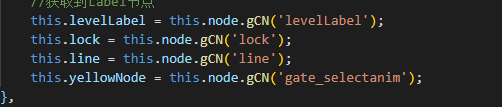 //获取到Label节点
this.levelLabel = this.node.gCN('levelLabel');
this.lock = this.node.gCN('lock');
this.line = this.node.gCN('line');
this.yellowNode = this.node.gCN('gate_selectanim');
},